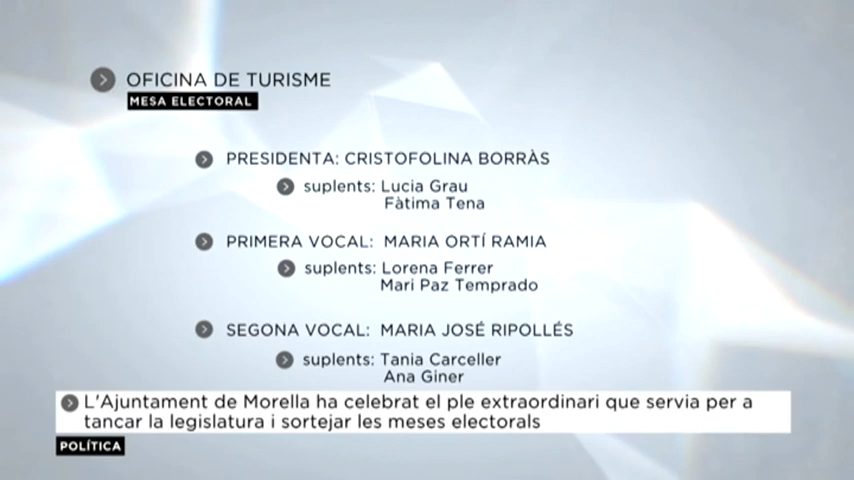 OFICINA DE TURISME
MESA ELECTORAL
PRESIDENTA: CRISTOFOLINA BORRÀS
suplents: Lucia Grau
Fàtima Tena
PRIMERA VOCAL: MARIA ORTÍ RAMIA
suplents: Lorena Ferrer
Mari Paz Temprado
SEGONA VOCAL: MARIA JOSÉ RIPOLLÉS
suplents: Tania Carceller
Ana Giner
L'Ajuntament de Morella ha celebrat el ple extraordinari que servia per a
tancar la legislatura i sortejar les meses electorals
POLÍTICA